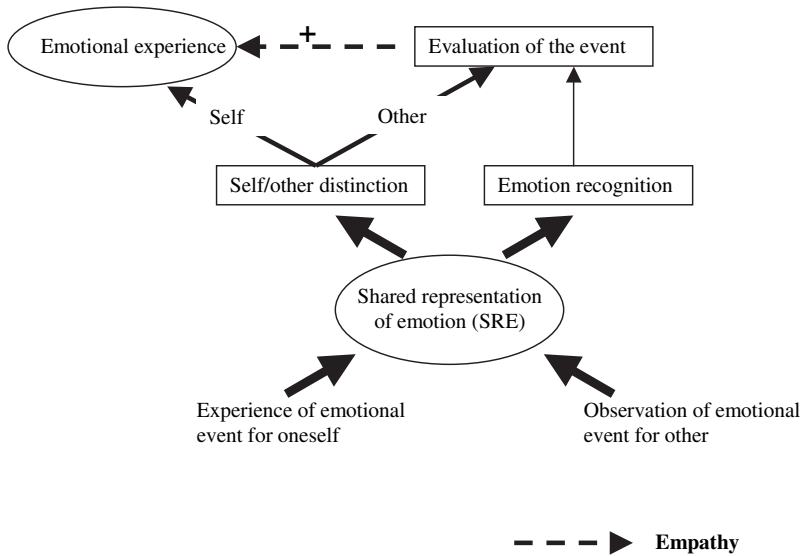 +
Emotional experience
Evaluation of the event
Self
Other
Self/other distinction
Emotion recognition
Shared representation
of emotion (SRE)
Experience of emotional
event for oneself
Observation of emotional
event for other
Empathy